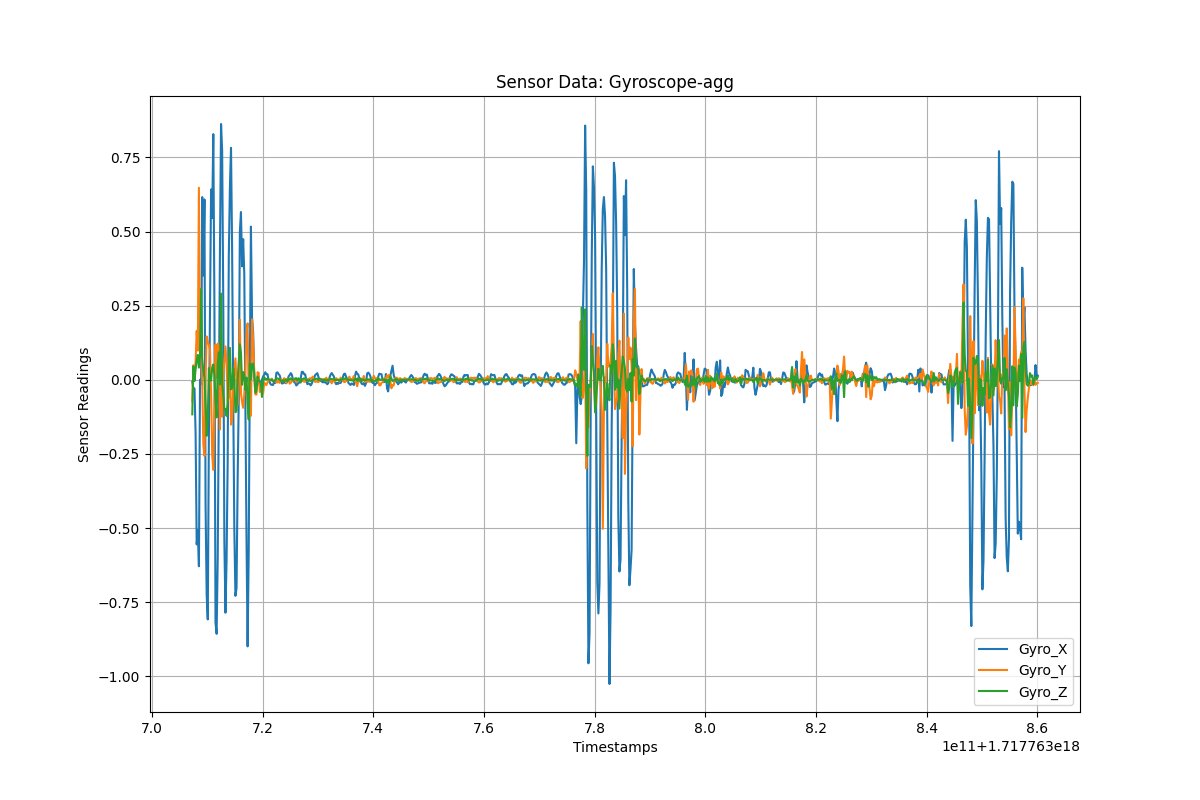 Sensor Data: Gyroscope-agg
Sensor Readings
0.75
0.50
0.25
0.00
−0.25
−0.50
−0.75
−1.00
Gyro_X
Gyro_Y
Gyro_Z
7.0 7.2 7.4 7.6 7.8 8.0 8.2 8.4 8.6
Timestamps
1e11+1.717763e18